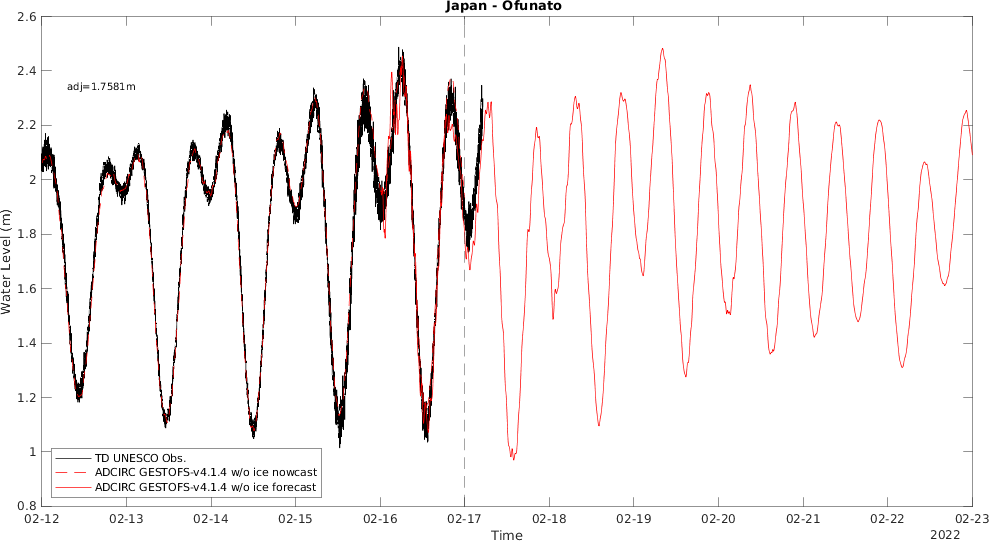 Japan - Ofunato
2.6
2.4
2.2
2
1.8
1.6
1.4
1.2
1
0.8
Water Level (m)
adj=1.7581m
TD UNESCO Obs.
ADCIRC GESTOFS-v4.1.4 w/o ice nowcast
ADCIRC GESTOFS-v4.1.4 w/o ice forecast
02-12 02-13 02-14 02-15 02-16 02-17 02-18 02-19 02-20 02-21 02-22 02-23
Time
2022